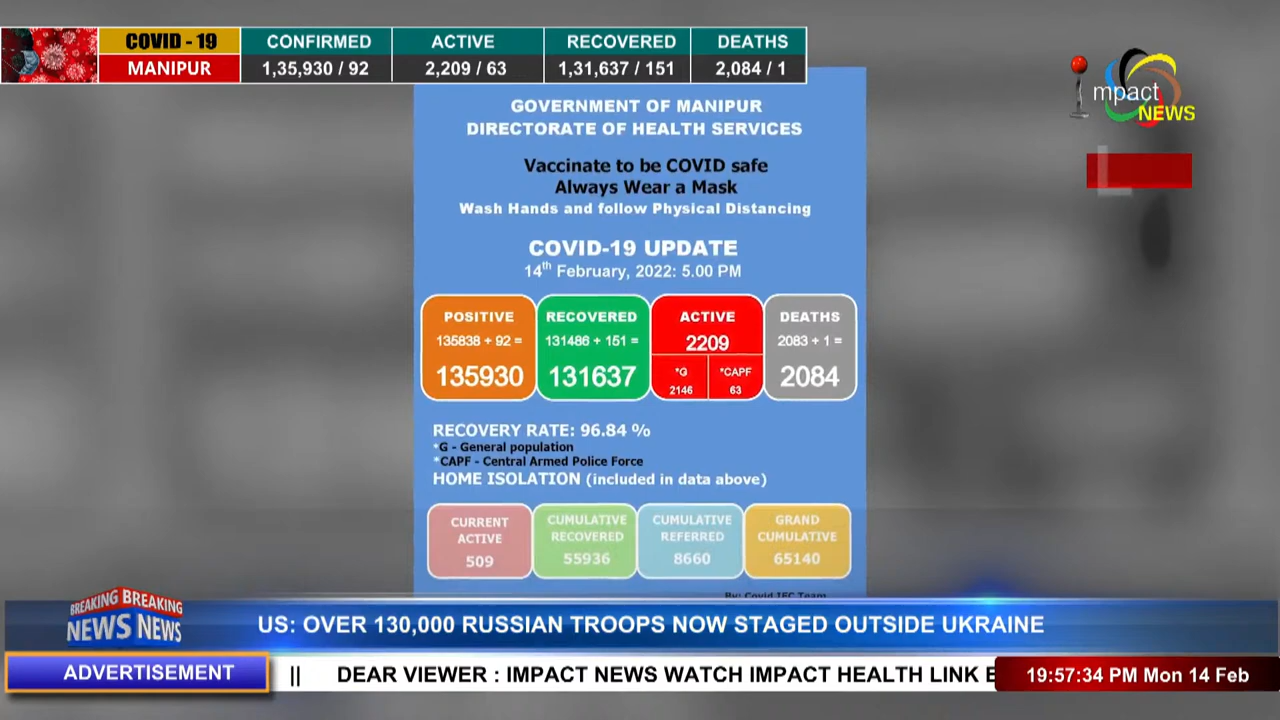 COVID - 19
MANIPUR
CONFIRMED
1,35,930 / 92
ACTIVE
2,209 / 63
RECOVERED
1,31,637 / 151
DEATHS
2,084 / 1
impact
NEWS
L
GOVERNMENT OF MANIPUR
DIRECTORATE OF HEALTH SERVICES
Vaccinate to be COVID safe
Always Wear a Mask
Wash Hands and follow Physical Distancing
COVID-19 UPDATE
14th February, 2022: 5.00 PM
POSITIVE
135838 + 92 =
135930
RECOVERED
131486 + 151 =
131637
ACTIVE
2209
*G
2146
*CAPF
63
DEATHS
2083 + 1 =
2084
RECOVERY RATE: 96.84 %
*G - General population
*CAPF - Central Armed Police Force
HOME ISOLATION (included in data above)
CURRENT
ACTIVE
509
CUMULATIVE
RECOVERED
55936
CUMULATIVE
REFERRED
8660
GRAND
CUMULATIVE
65140
By: Covid IEC Team
BREAKING BREAKING
NEWS NEWS
US: OVER 130,000 RUSSIAN TROOPS NOW STAGED OUTSIDE UKRAINE
ADVERTISEMENT
|| DEAR VIEWER : IMPACT NEWS WATCH IMPACT HEALTH LINK E
19:57:34 PM Mon 14 Feb